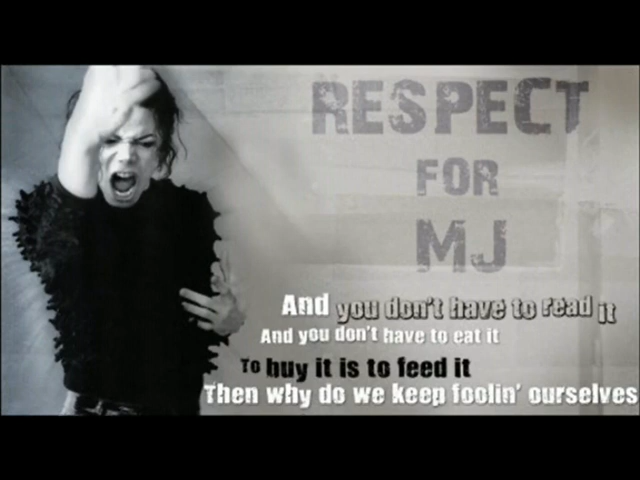 RESPECT
FOR
MJ
And you don't have to read it
And you don't have to eat it
To buy it is to feed it
Then why do we keep foolin' ourselves